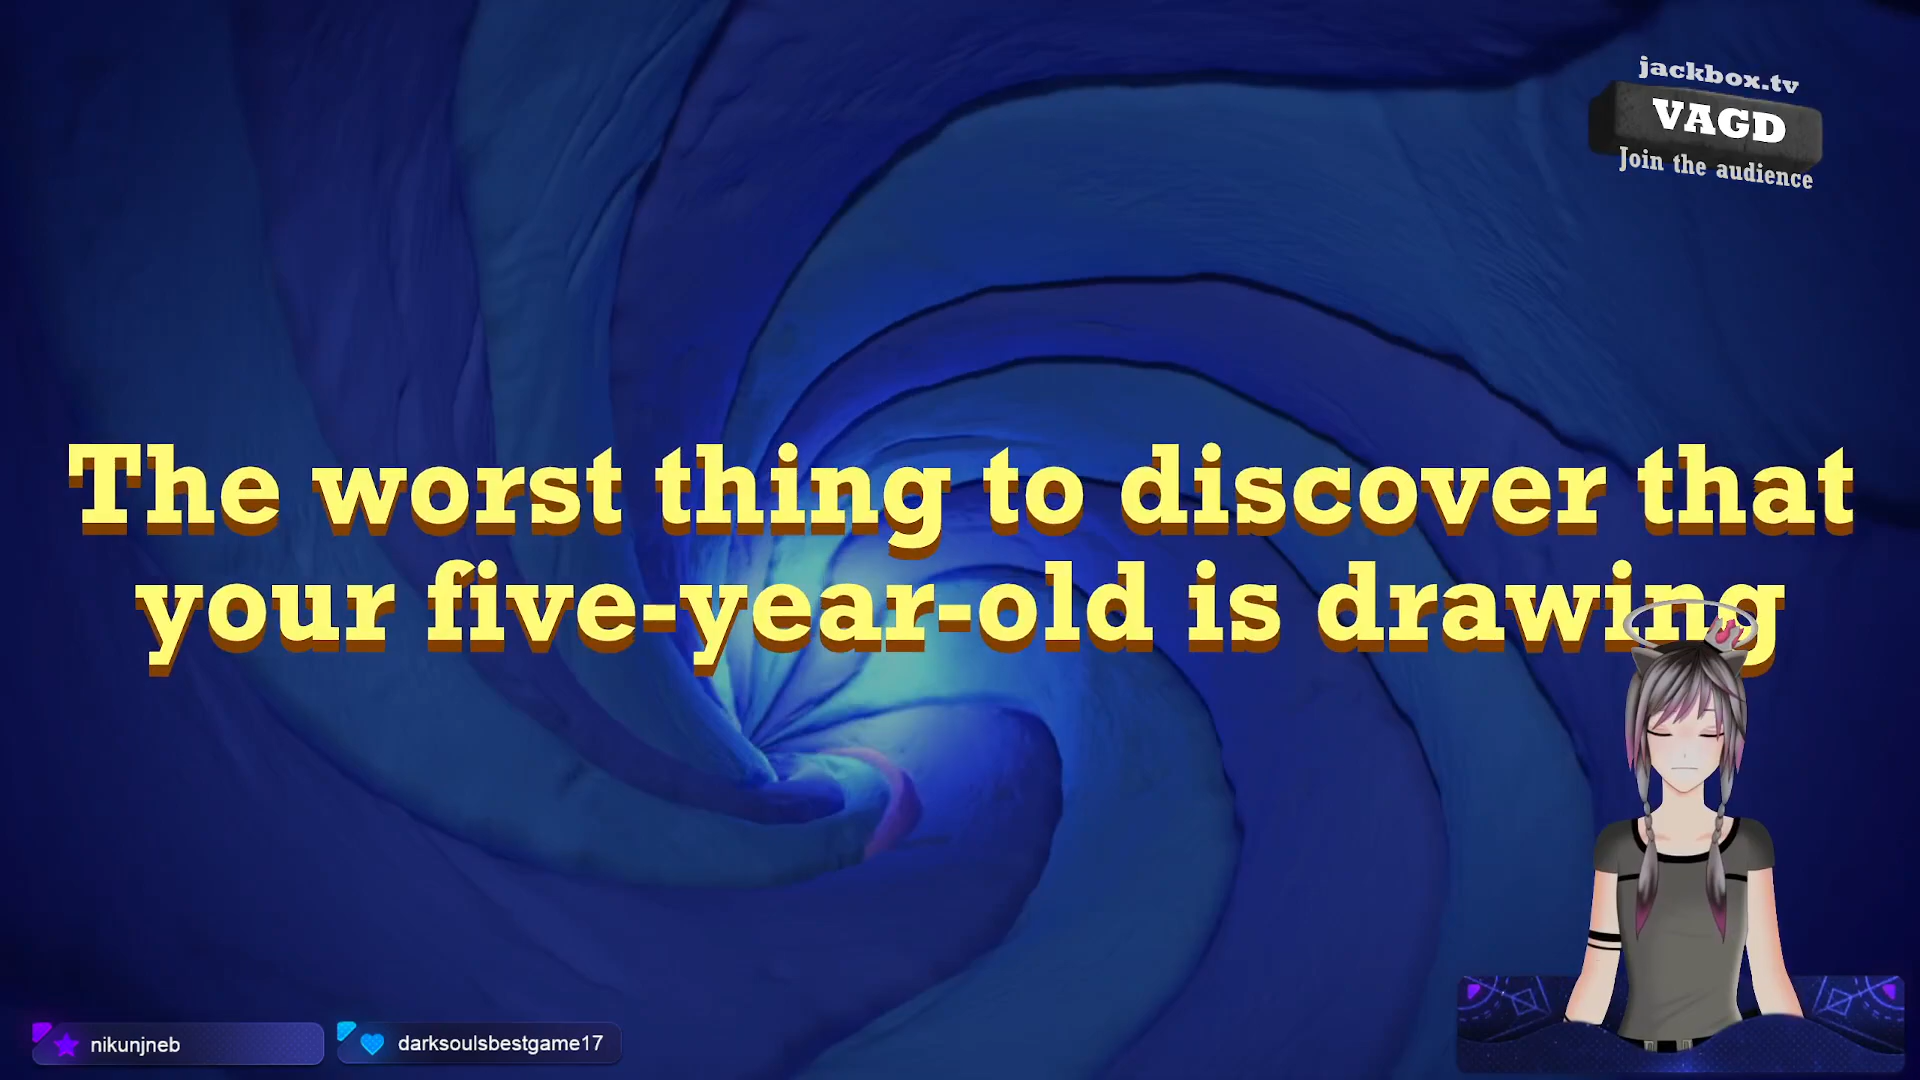 jackbox.tv
VAGD
Join the audience
The worst thing to discover that
your five-year-old is drawing
nikunjneb
darksoulsbestgame17